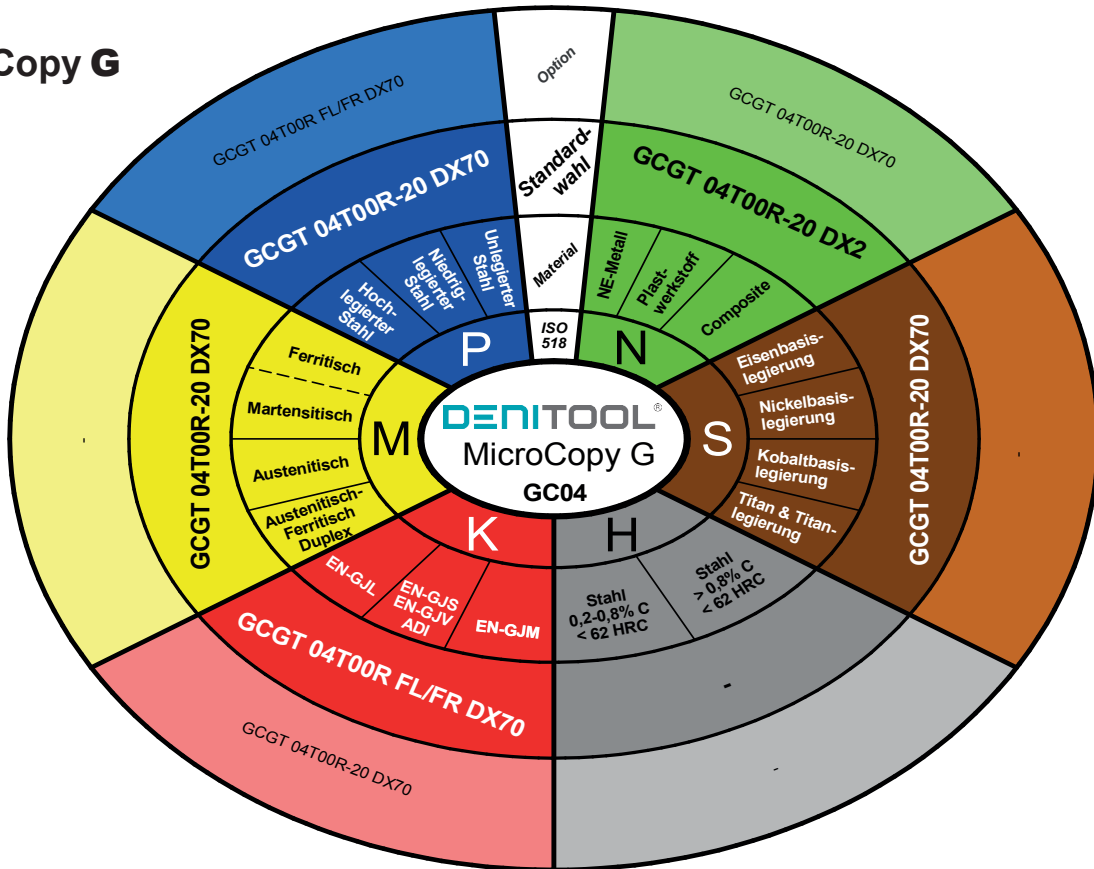 Copy G
Option
Standard-
wahl
Material
ISO
518
GCGT 04T00R FL/FR DX70
GCGT 04T00R-20 DX70
Hoch-
legierter
Stahl
Niedrig-
legierter
Stahl
Unlegierter
Stahl
P
GCGT 04T00R-20 DX70
GCGT 04T00R-20 DX2
NE-Metall
Plast-
werkstoff
Composite
N
-
GCGT 04T00R-20 DX70
Ferritisch
Martensitisch
Austenitisch
Austenitisch-
Ferritisch
Duplex
M
DENITOOL®
MicroCopy G
GC04
S
Eisenbasis-
legierung
Nickelbasis-
legierung
Kobaltbasis-
legierung
Titan & Titan-
legierung
GCGT 04T00R-20 DX70
-
K
EN-GJL
EN-GJS
EN-GJV
ADI
EN-GJM
GCGT 04T00R FL/FR DX70
GCGT 04T00R-20 DX70
H
Stahl
0,2-0,8% C
< 62 HRC
Stahl
> 0,8% C
< 62 HRC
-
-